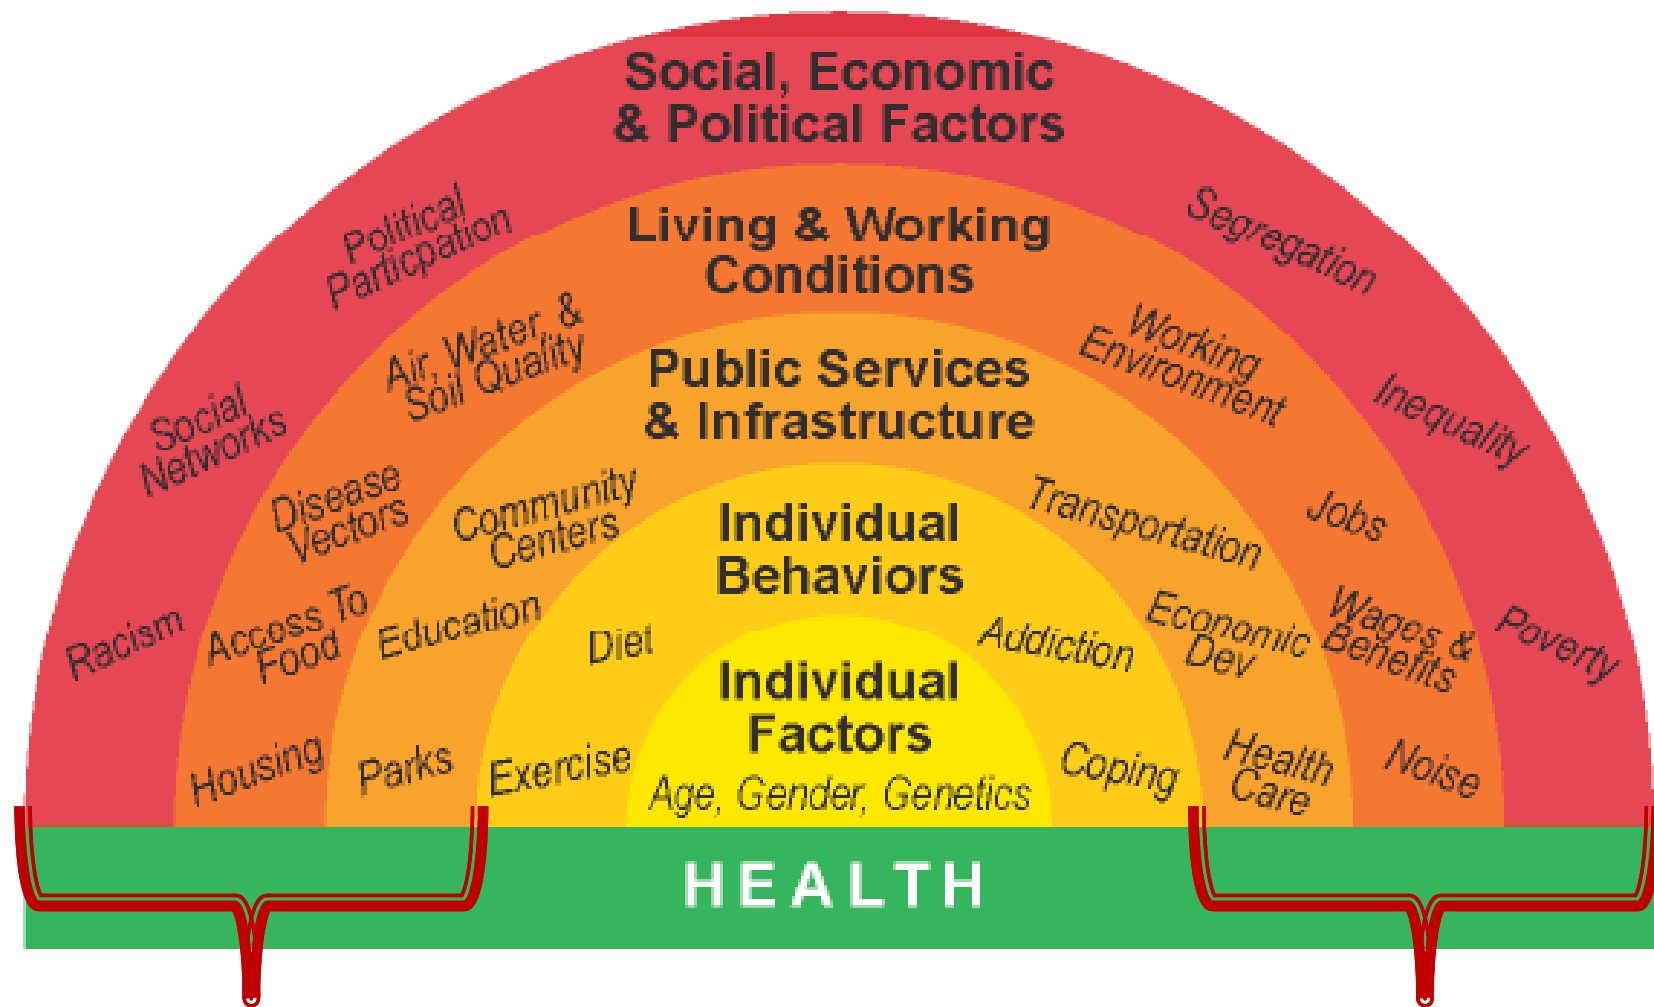 Social, Economic
& Political Factors
Political
Particpation
Social
Networks
Racism
Segregation
Inequality
Poverty
Living & Working
Conditions
Air, Water, &
Soil Quality
Disease
Vectors
Access To
Food
Housing
Working
Environment
Jobs
Wages &
Benefits
Noise
Public Services
& Infrastructure
Community
Centers
Education
Parks
Transportation
Economic
Dev
Health
Care
Individual
Behaviors
Diet
Exercise
Addiction
Coping
Individual
Factors
Age, Gender, Genetics
HEALTH